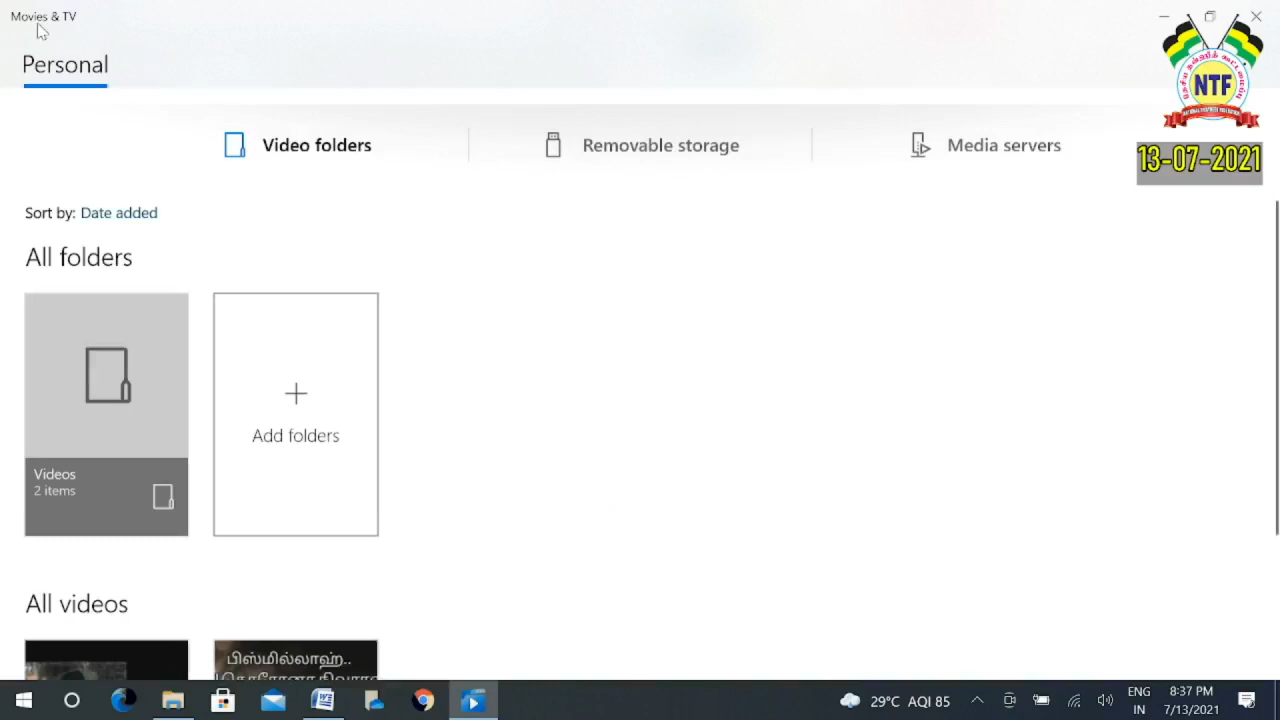 Movies & TV
Personal
NTF
13-07-2021
Video folders
Removable storage
Media servers
Sort by: Date added
All folders
Videos
2 items
Add folders
All videos
பிஸ்மில்லாஹ்..
29°C AQI 85
ENG
IN
8:37 PM
7/13/2021